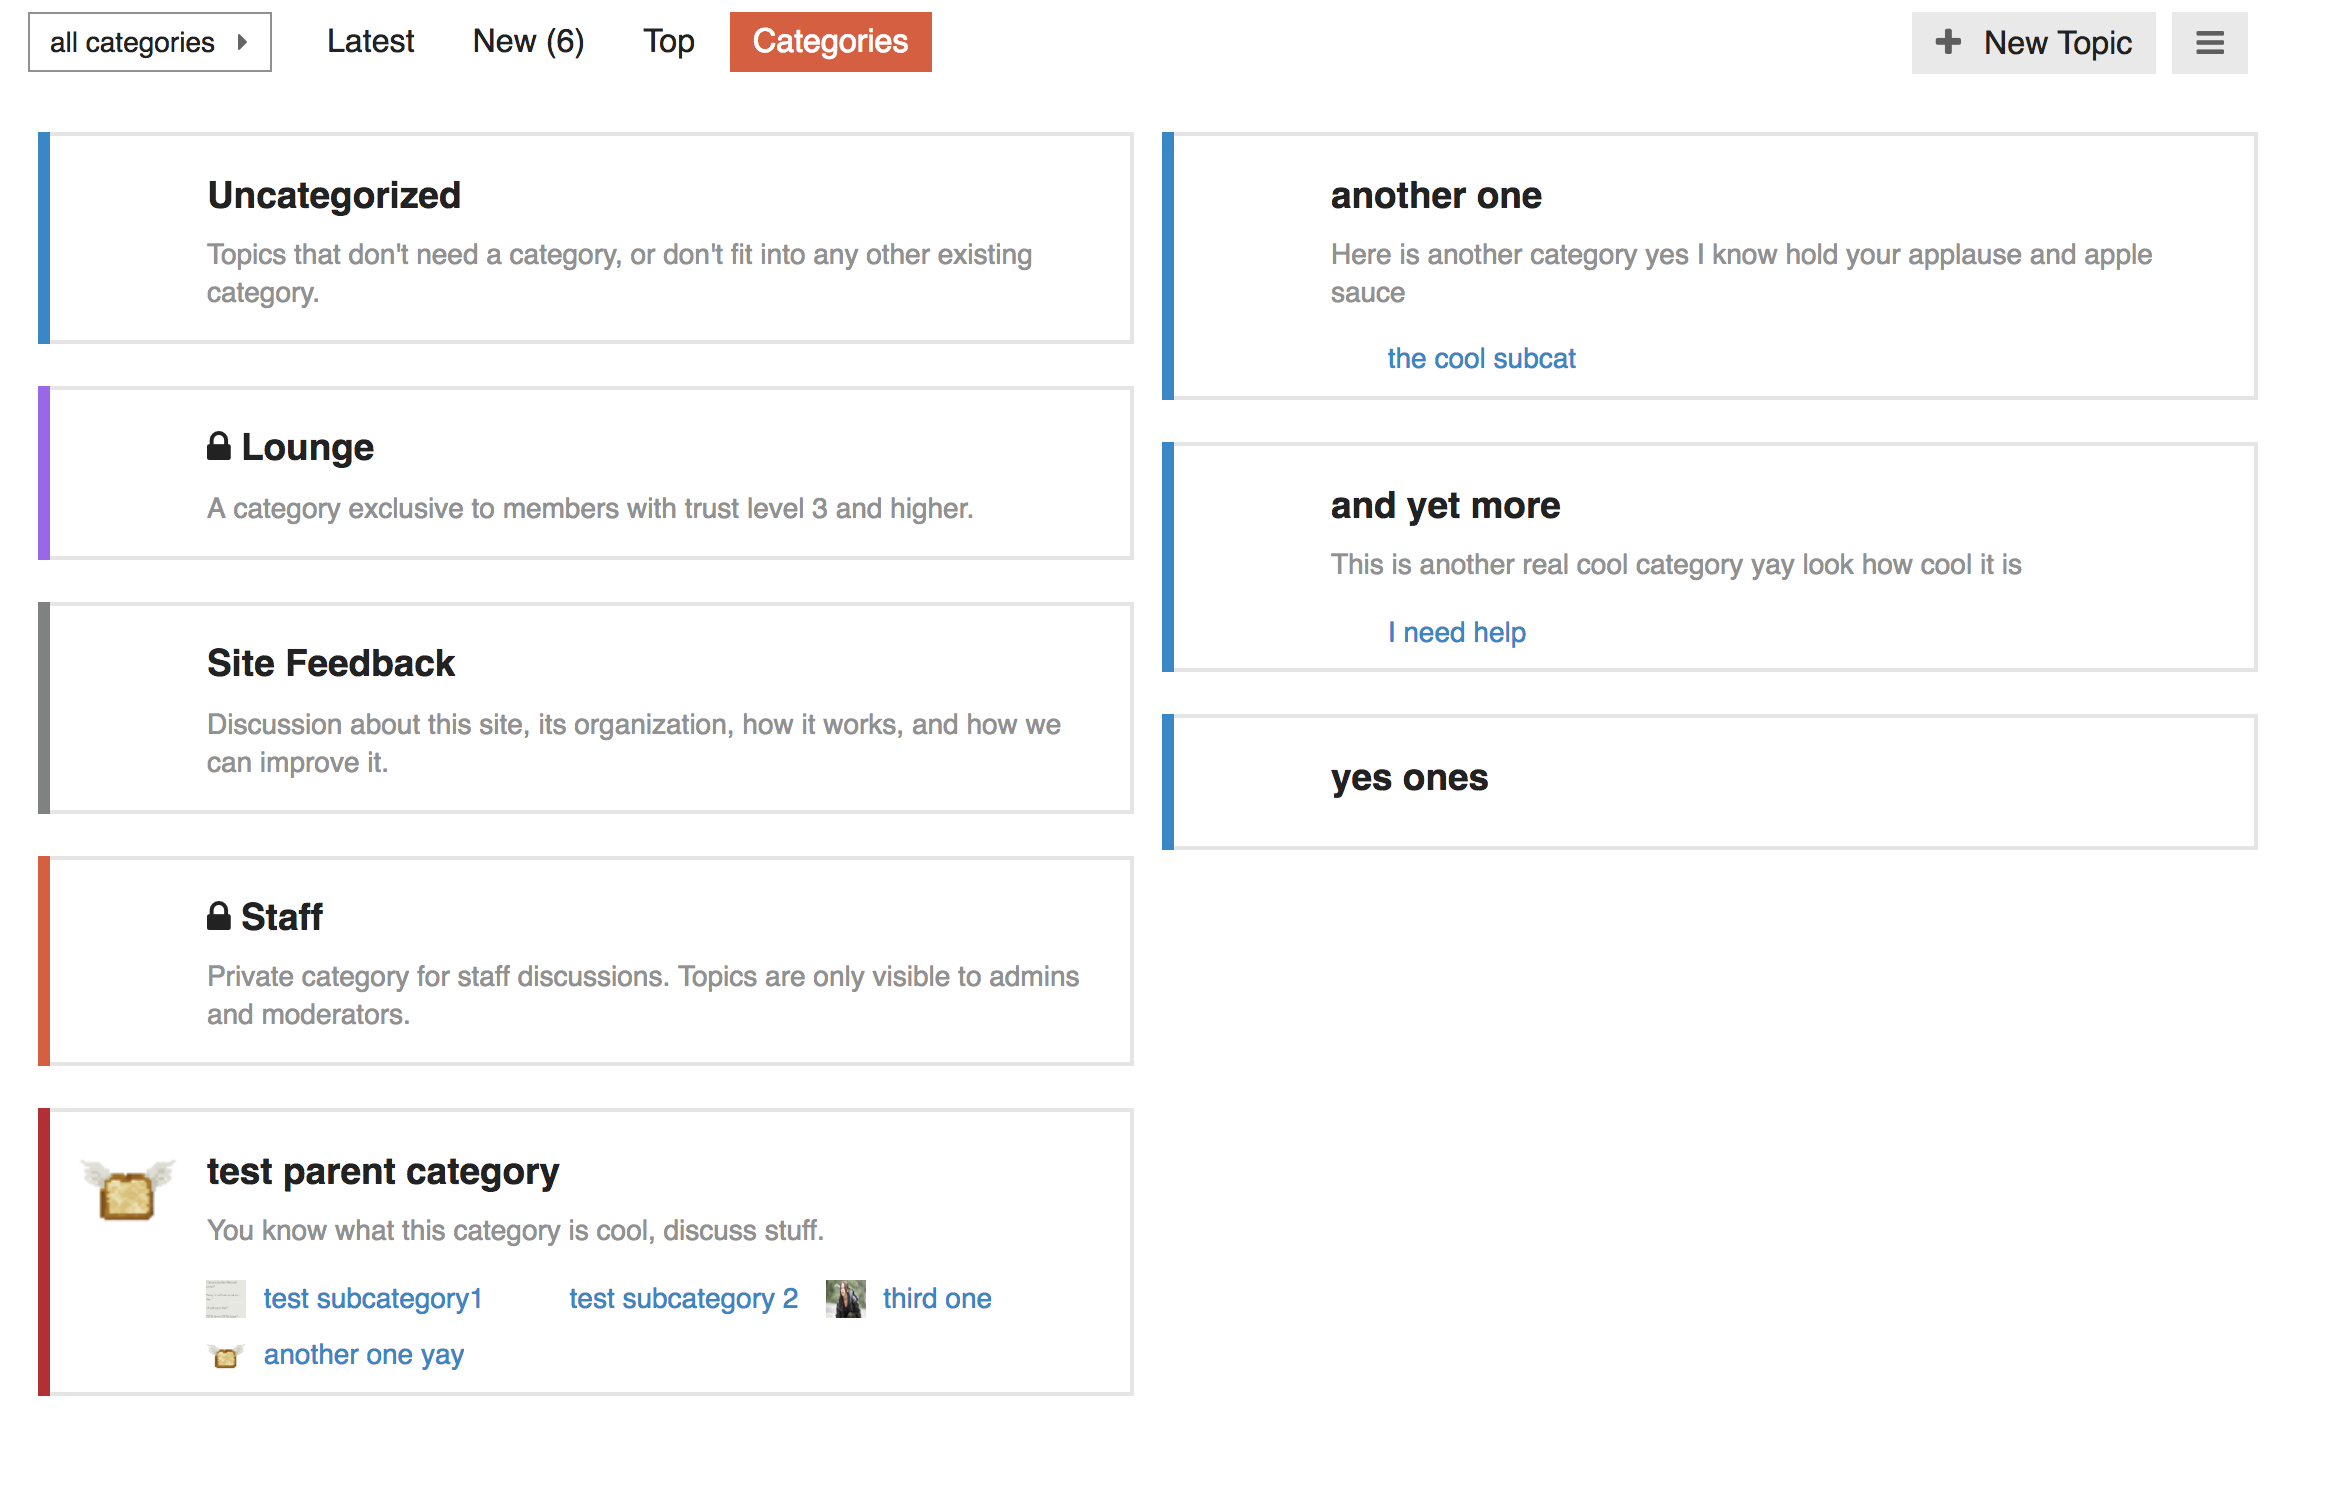 all categories
Latest
New (6)
Top
Categories
New Topic
Uncategorized
Topics that don't need a category, or don't fit into any other existing
category.
Lounge
A category exclusive to members with trust level 3 and higher.
Site Feedback
Discussion about this site, its organization, how it works, and how we
can improve it.
Staff
Private category for staff discussions. Topics are only visible to admins
and moderators.
test parent category
You know what this category is cool, discuss stuff.
test subcategory1
test subcategory 2
third one
another one yay
another one
Here is another category yes I know hold your applause and apple
sauce
the cool subcat
and yet more
This is another real cool category yay look how cool it is
I need help
yes ones